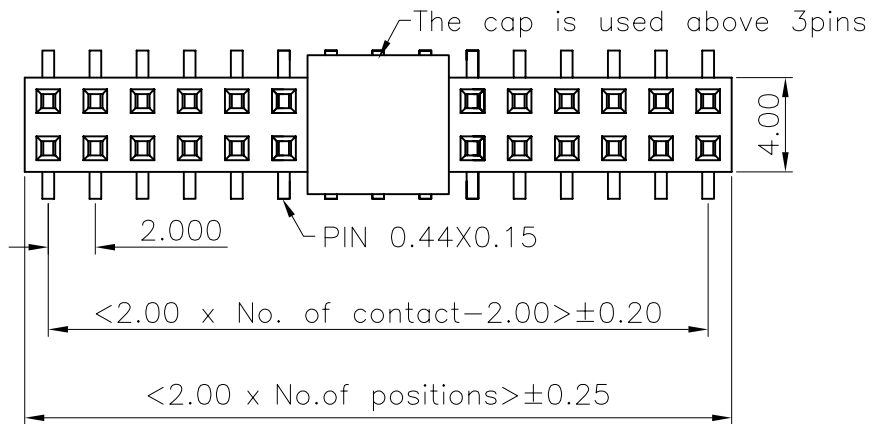 The cap is used above 3pins
4.00
2.000
PIN 0.44X0.15
<2.00 x No. of contact-2.00>±0.20
<2.00 x No.of positions>±0.25